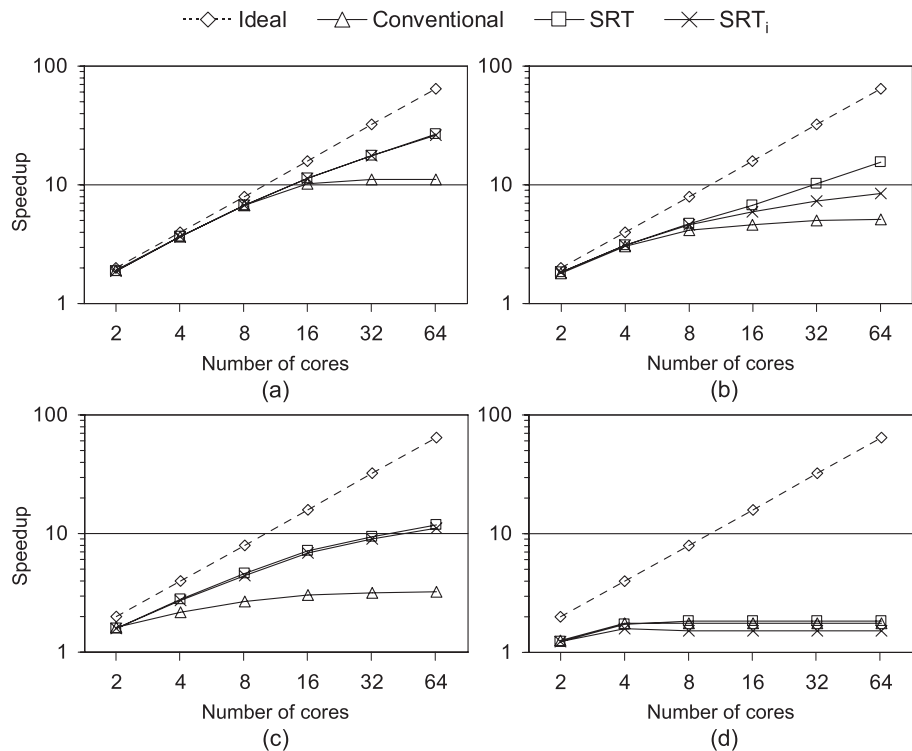 Ideal Conventional SRT SRTi
100
10
1
Speedup
2 4 8 16 32 64
Number of cores
(a)
100
10
1
Speedup
2 4 8 16 32 64
Number of cores
(b)
100
10
1
Speedup
2 4 8 16 32 64
Number of cores
(c)
100
10
1
Speedup
2 4 8 16 32 64
Number of cores
(d)